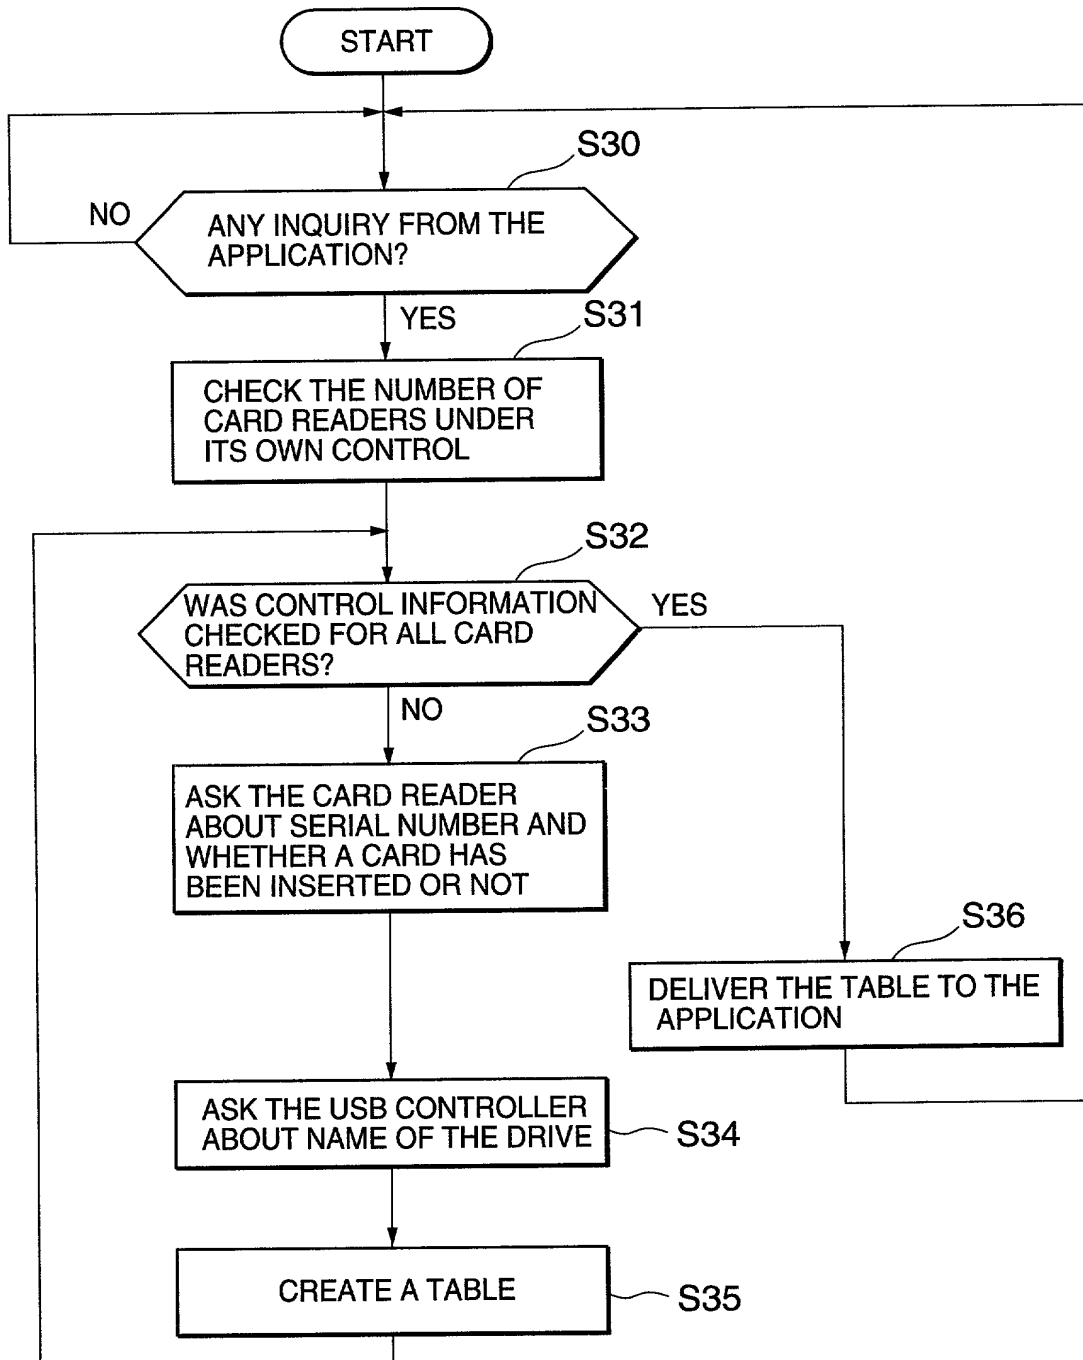 START
S30
NO
ANY INQUIRY FROM THE
APPLICATION?
YES
S31
CHECK THE NUMBER OF
CARD READERS UNDER
ITS OWN CONTROL
S32
WAS CONTROL INFORMATION
CHECKED FOR ALL CARD
READERS?
YES
NO
S33
ASK THE CARD READER
ABOUT SERIAL NUMBER AND
WHETHER A CARD HAS
BEEN INSERTED OR NOT
S36
DELIVER THE TABLE TO THE
APPLICATION
ASK THE USB CONTROLLER
ABOUT NAME OF THE DRIVE
S34
CREATE A TABLE
S35